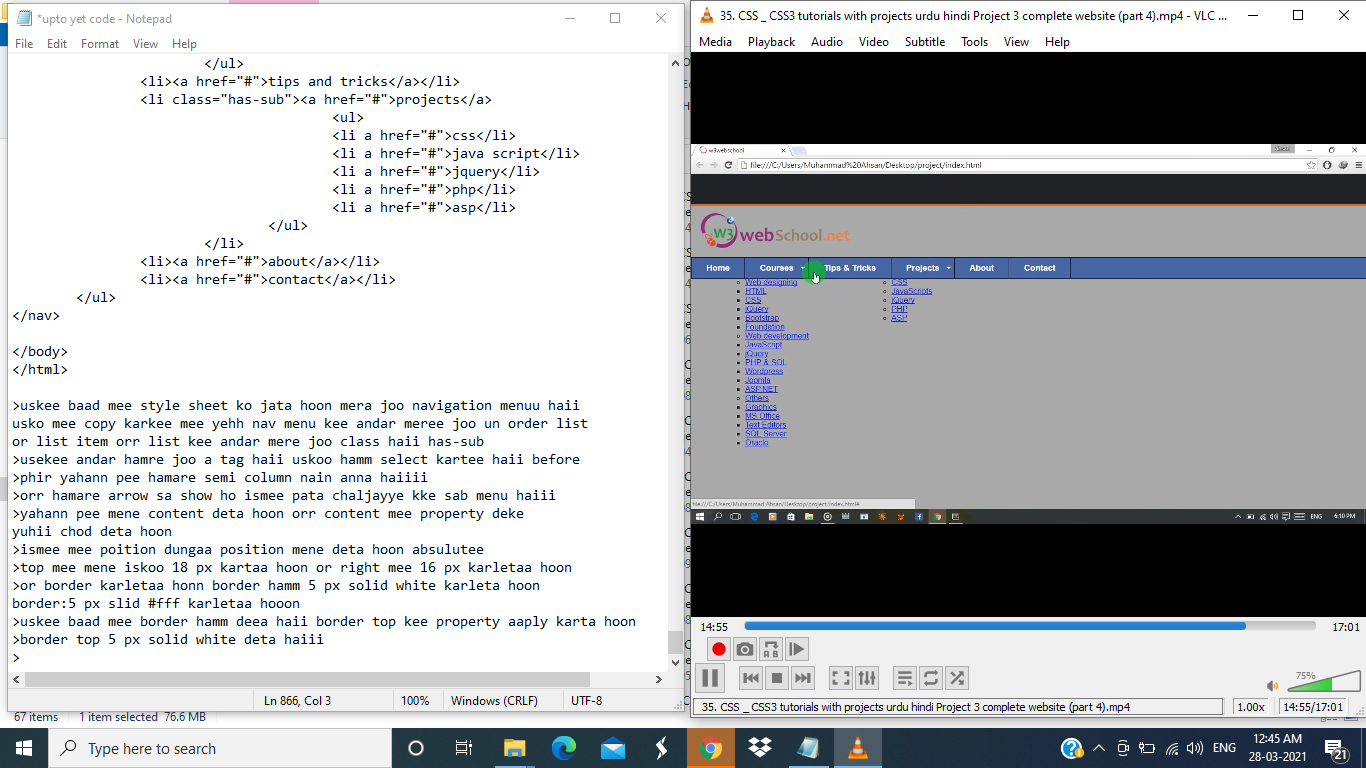 *upto yet code - Notepad
File Edit Format View Help
</ul>
<li><a href="#">tips and tricks</a></li>
<li class="has-sub"><a href="#">projects</a>
<ul>
<li a href="#">css</li>
<li a href="#">java script</li>
<li a href="#">jquery</li>
<li a href="#">php</li>
<li a href="#">asp</li>
</ul>
</li>
<li><a href="#">about</a></li>
<li><a href="#">contact</a></li>
</ul>
</nav>
</body>
</html>
>uskee baad mee style sheet ko jata hoon mera joo navigation menuu haii
usko mee copy karkee mee yehh nav menu kee andar meree joo un order list
or list item orr list kee andar mere joo class haii has-sub
>usekee andar hamre joo a tag haii uskoo hamm select kartee haii before
>phir yahann pee hamare semi column nain anna haiiii
>orr hamare arrow sa show ho ismee pata chaljayye kke sab menu haiii
>yahann pee mene content deta hoon orr content mee property deke
yuhii chod deta hoon
>ismee mee poition dungaa position mene deta hoon absulutee
>top mee mene iskoo 18 px kartaa hoon or right mee 16 px karletaa hoon
>or border karletaa honn border hamm 5 px solid white karleta hoon
border:5 px slid #fff karletaa hooon
>uskee baad mee border hamm deea haii border top kee property aaply karta hoon
>border top 5 px solid white deta haiii
>
Ln 866, Col 3 100% Windows (CRLF) UTF-8
67 items 1 item selected 76.6 MB
35. CSS _ CSS3 tutorials with projects urdu hindi Project 3 complete website (part 4).mp4 - VLC ...
Media Playback Audio Video Subtitle Tools View Help
w3webschool
file:///C:/Users/Muhammad%20Ahsan/Desktop/project/index.html
W3 webSchool.net
Home Courses Tips & Tricks Projects About Contact
Web designing
HTML
CSS
jQuery
Bootstrap
Foundation
Web development
JavaScript
jQuery
PHP & SQL
Wordpress
Joomla
ASP.NET
Others
Graphics
MS Office
Text Editors
SQL Server
Oracle
CSS
JavaScripts
jQuery
PHP
ASP
file:///C:/Users/Muhammad Ahsan/Desktop/project/index.html#
ENG 6:10 PM
14:55 17:01
75%
35. CSS _ CSS3 tutorials with projects urdu hindi Project 3 complete website (part 4).mp4 1.00x 14:55/17:01
Type here to search
ENG 12:45 AM
28-03-2021
21